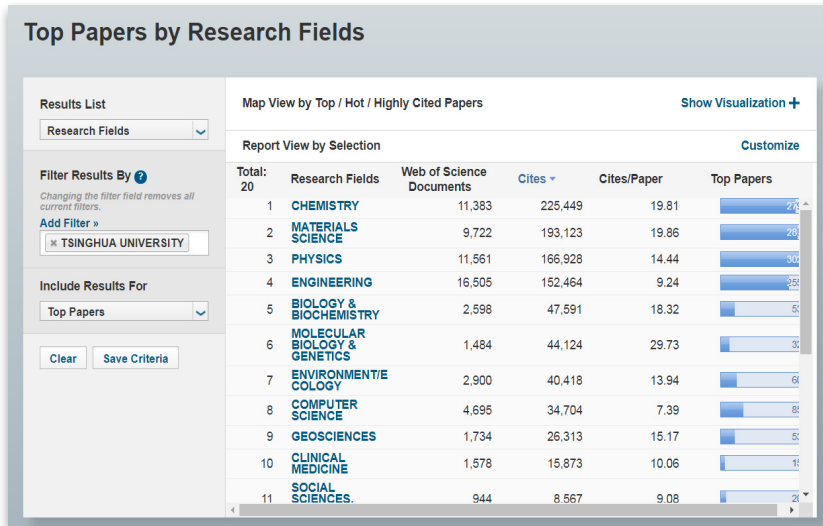 Top Papers by Research Fields
Results List
Research Fields
Filter Results By ?
Changing the filter field removes all
current filters.
Add Filter »
× TSINGHUA UNIVERSITY
Include Results For
Top Papers
Clear Save Criteria
Map View by Top / Hot / Highly Cited Papers Show Visualization +
Report View by Selection Customize
Total:
20 Research Fields Web of Science
Documents Cites Cites/Paper Top Papers
1 CHEMISTRY 11,383 225,449 19.81
2 MATERIALS
SCIENCE 9,722 193,123 19.86
3 PHYSICS 11,561 166,928 14.44 302
4 ENGINEERING 16,505 152,464 9.24 255
5 BIOLOGY &
BIOCHEMISTRY 2,598 47,591 18.32
6 MOLECULAR
BIOLOGY &
GENETICS 1,484 44,124 29.73
7 ENVIRONMENT/E
COLOGY 2,900 40,418 13.94
8 COMPUTER
SCIENCE 4,695 34,704 7.39
9 GEOSCIENCES 1,734 26,313 15.17
10 CLINICAL
MEDICINE 1,578 15,873 10.06
11 SOCIAL
SCIENCES, 944 8,567 9.08